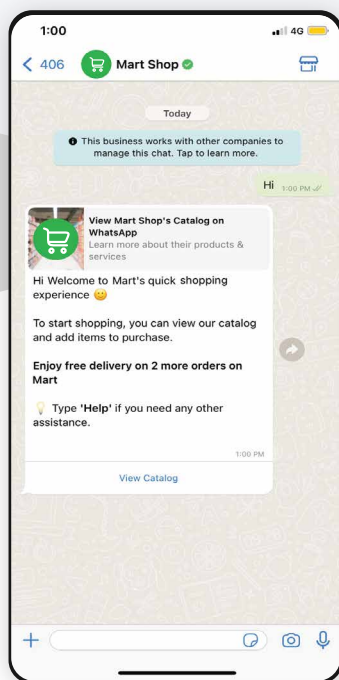 1:00
4G
406
Mart Shop
Today
This business works with other companies to
manage this chat. Tap to learn more.
Hi
1:00 PM
View Mart Shop's Catalog on
WhatsApp
Learn more about their products &
services
Hi Welcome to Mart's quick shopping
experience 🙂
To start shopping, you can view our catalog
and add items to purchase.
Enjoy free delivery on 2 more orders on
Mart
💡 Type 'Help' if you need any other
assistance.
1:00 PM
View Catalog